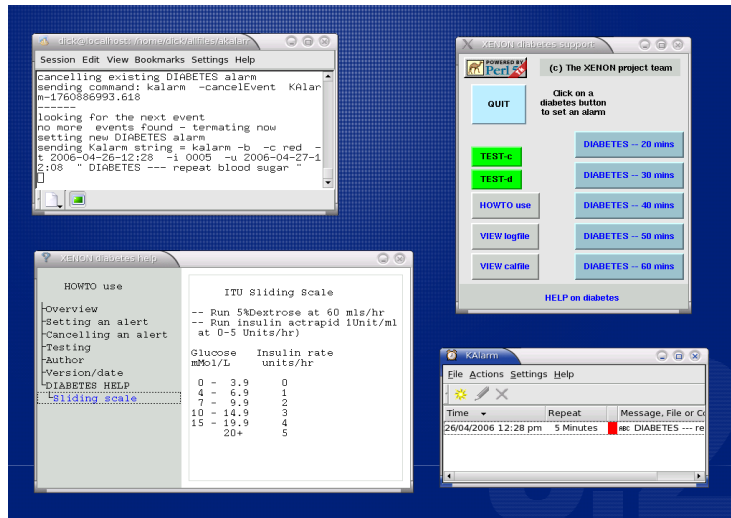 dick@localhost: /home/dick/allfiles/akalarm
Session Edit View Bookmarks Settings Help
cancelling existing DIABETES alarm
sending command: kalarm  -cancelEvent  KAlar
m-1760886993.618
------
looking for the next event
no more  events found - termating now
setting new DIABETES alarm
sending Kalarm string = kalarm -b  -c red  -
t 2006-04-26-12:28  -i 0005  -u 2006-04-27-1
2:08  " DIABETES --- repeat blood sugar "
XENON diabetes support
POWERED BY
Perl 5
(c) The XENON project team
QUIT
Click on a
diabetes button
to set an alarm
TEST-c
TEST-d
HOWTO use
VIEW logfile
VIEW calfile
DIABETES -- 20 mins
DIABETES -- 30 mins
DIABETES -- 40 mins
DIABETES -- 50 mins
DIABETES -- 60 mins
HELP on diabetes
XENON diabetes help
HOWTO use
Overview
Setting an alert
Cancelling an alert
Testing
Author
Version/date
DIABETES HELP
Sliding scale
ITU Sliding Scale
-- Run 5%Dextrose at 60 mls/hr
-- Run insulin actrapid 1Unit/ml
at 0-5 Units/hr)
Glucose   Insulin rate
mMol/L    units/hr
0 -  3.9    0
4 -  6.9    1
7 -  9.9    2
10 - 14.9    3
15 - 19.9    4
20+    5
KAlarm
File Actions Settings Help
Time Repeat Message, File or Co
26/04/2006 12:28 pm 5 Minutes ABC DIABETES --- re